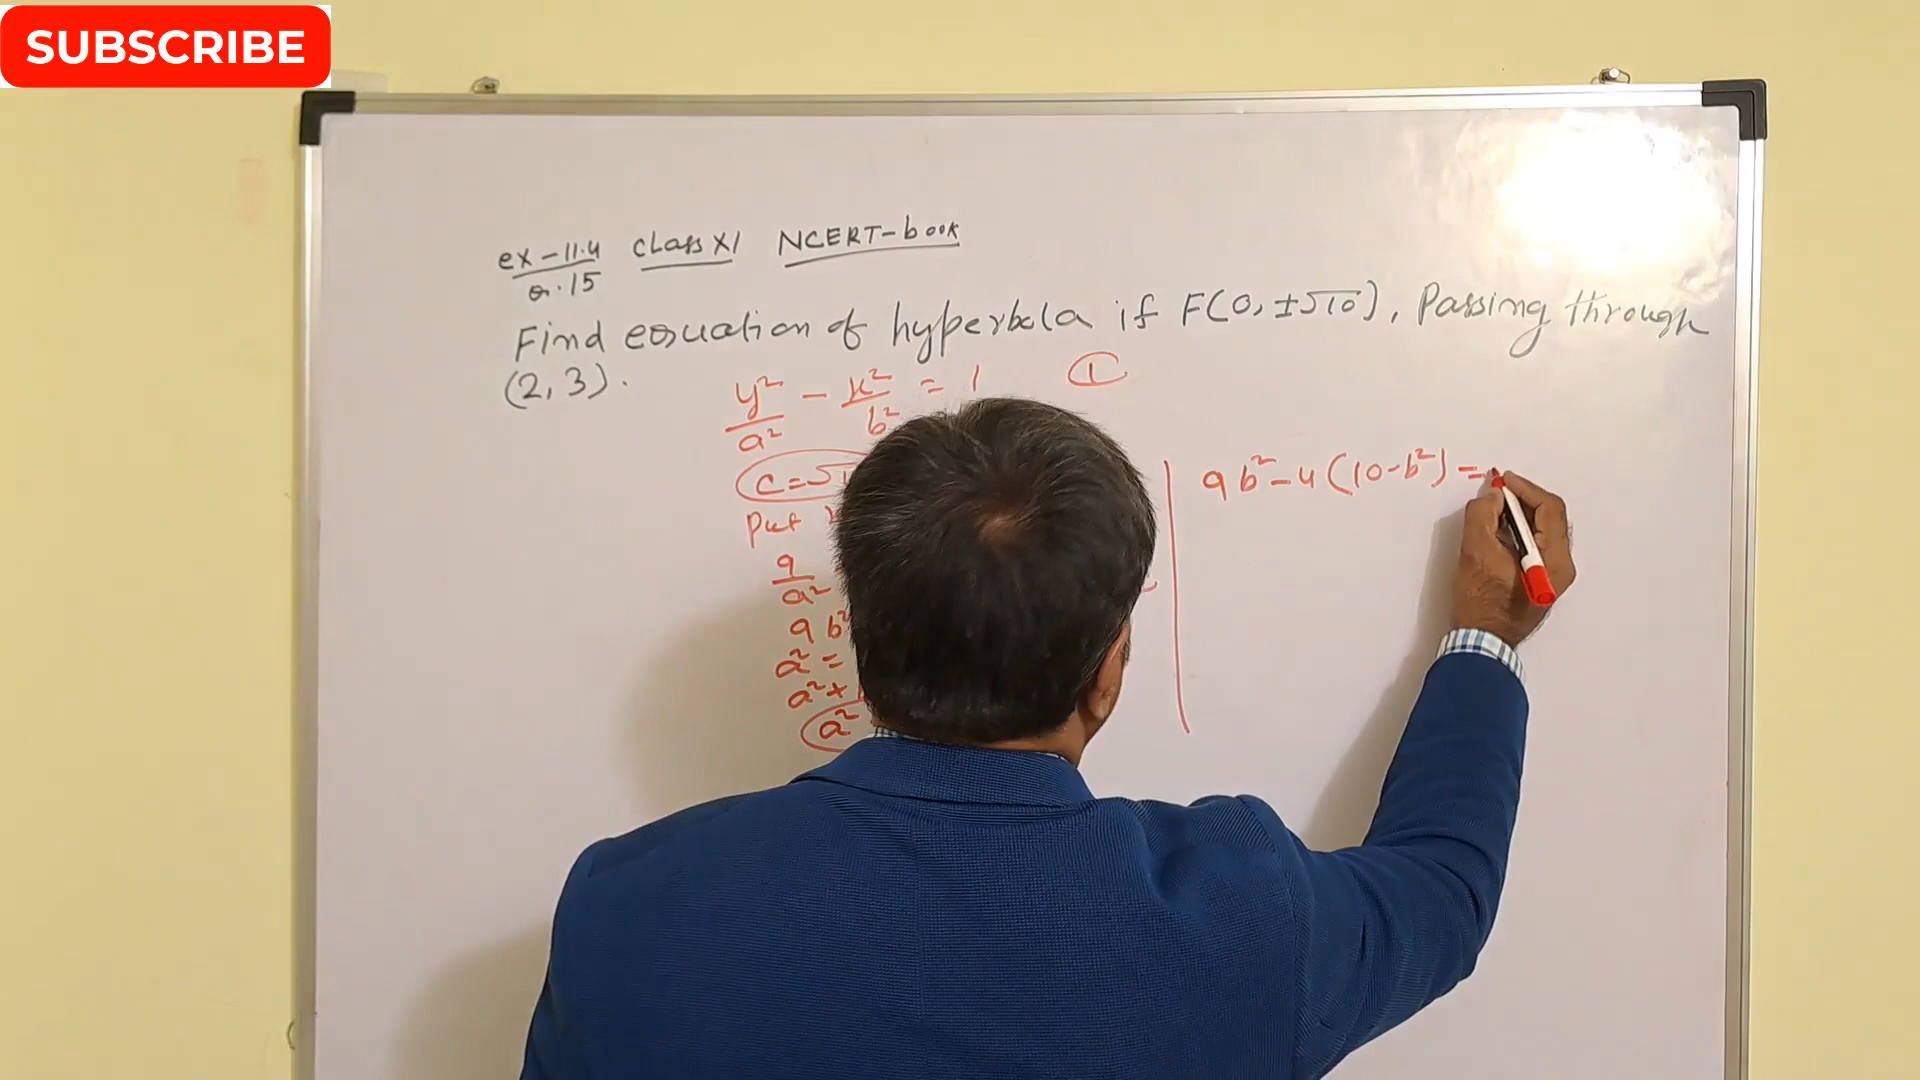 SUBSCRIBE
ex-11.4 class XI NCERT-book
Q.15
Find equation of hyperbola if F(0, ±√10), Passing through
(2, 3).
y²/a² - x²/b² = 1 ①
c=√1
Put
9/a²
9b²
a² =
a²+
a²
9b²-4(10-b²) =